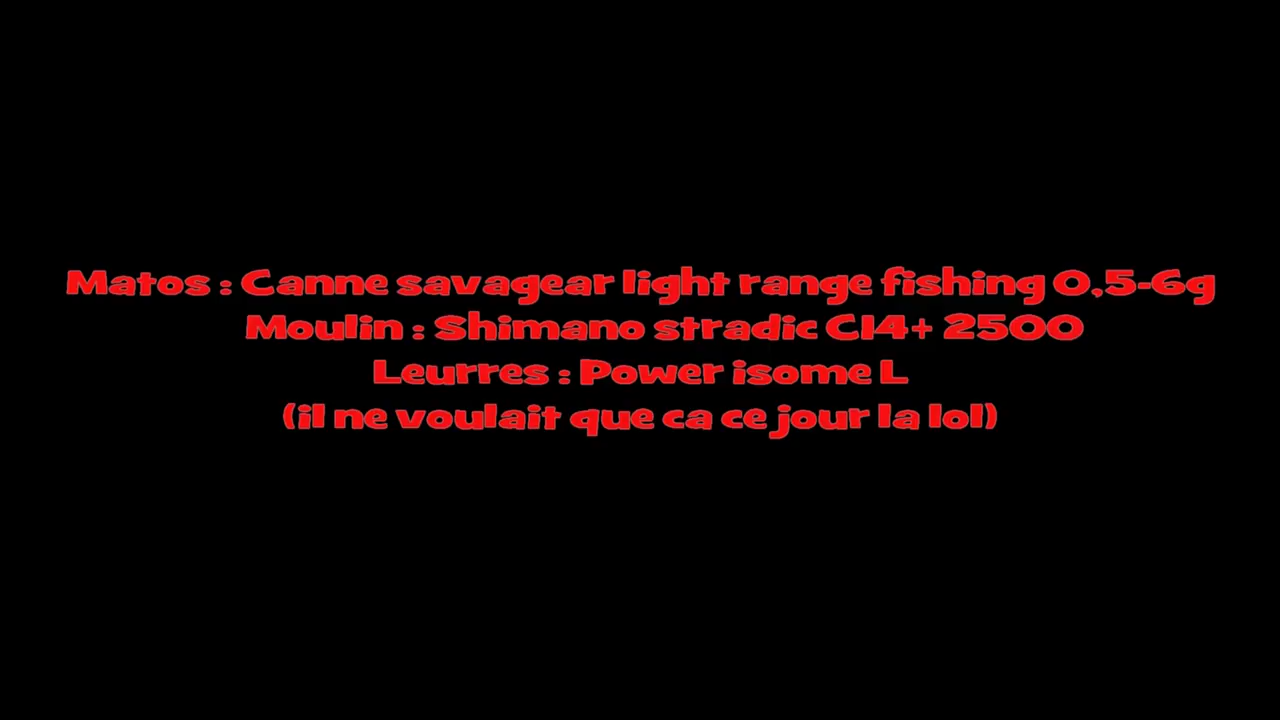 Matos : Canne savagear light range fishing 0,5-6g
Moulin : Shimano stradic CI4+ 2500
Leurres : Power isome L
(il ne voulait que ca ce jour la lol)